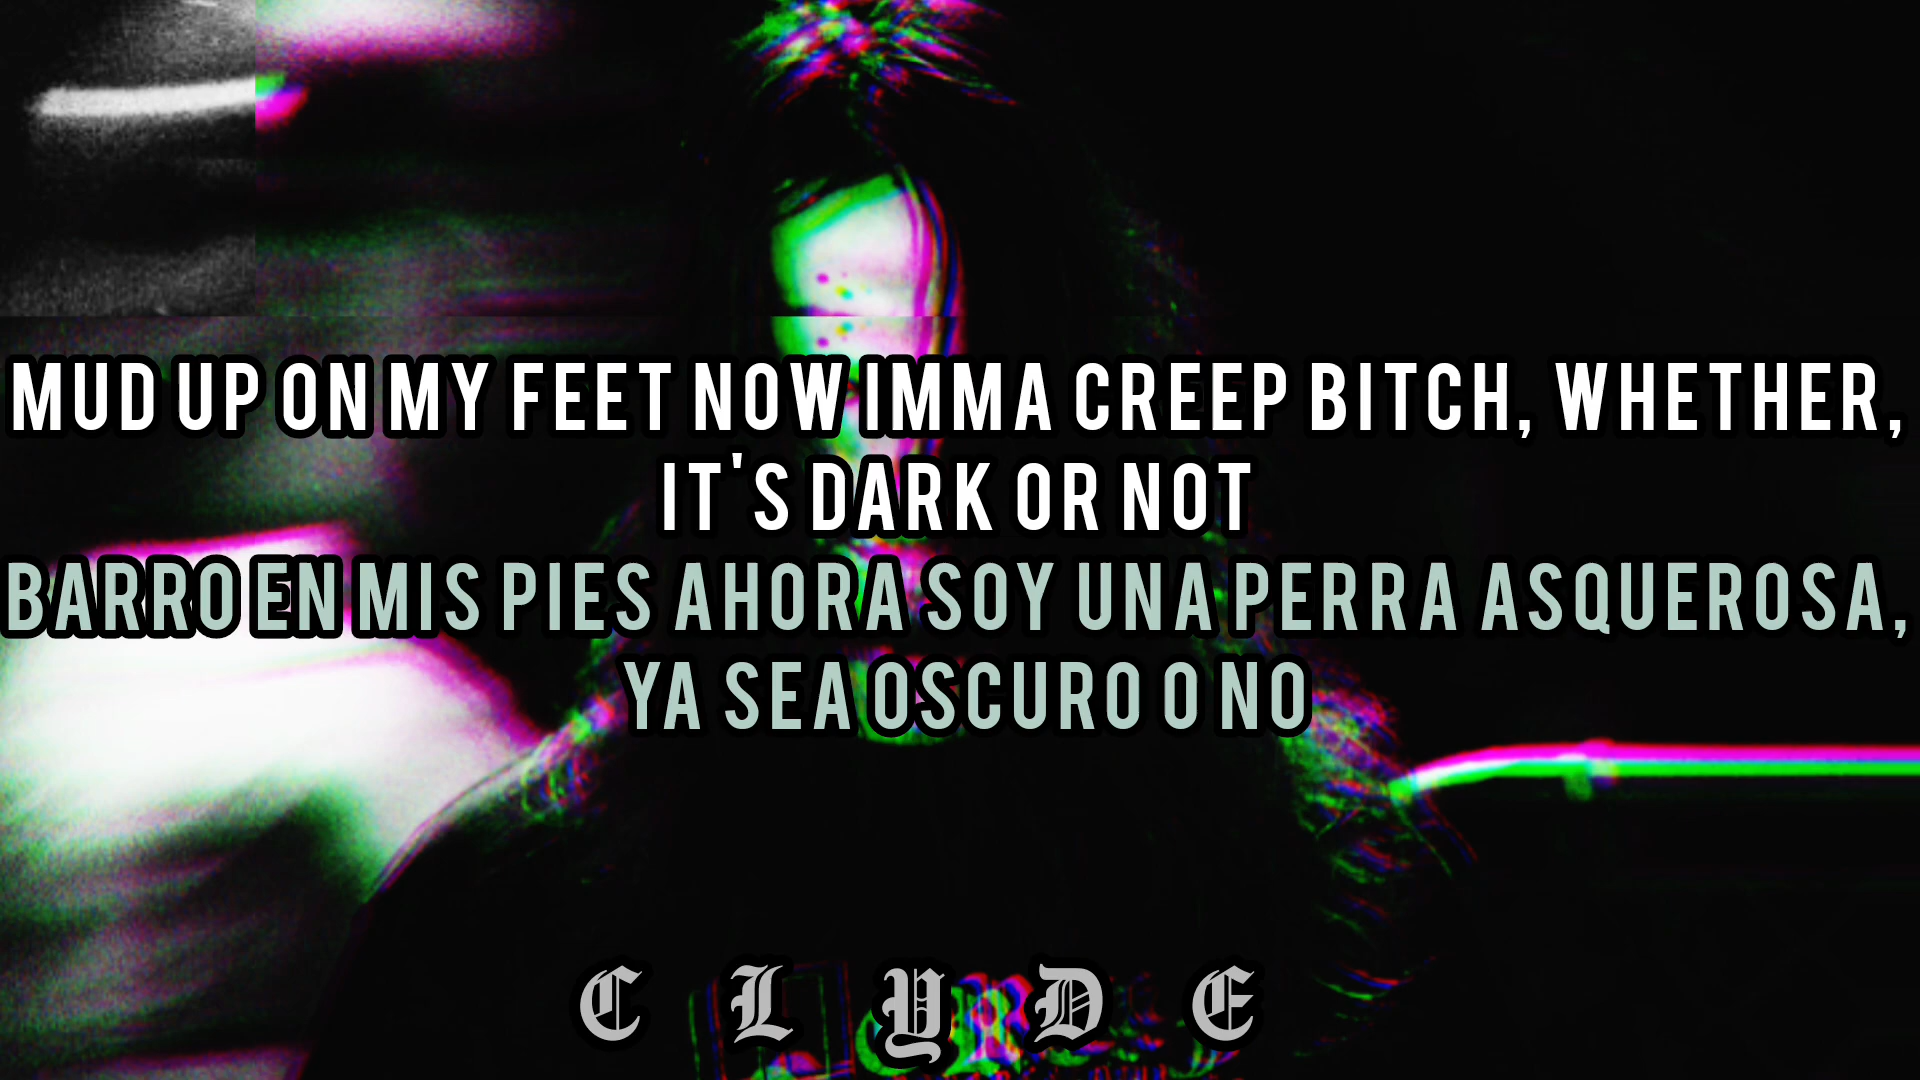 MUD UP ON MY FEET NOW IMMA CREEP BITCH, WHETHER,
IT'S DARK OR NOT
BARRO EN MIS PIES AHORA SOY UNA PERRA ASQUEROSA,
YA SEA OSCURO O NO
C L Y D E